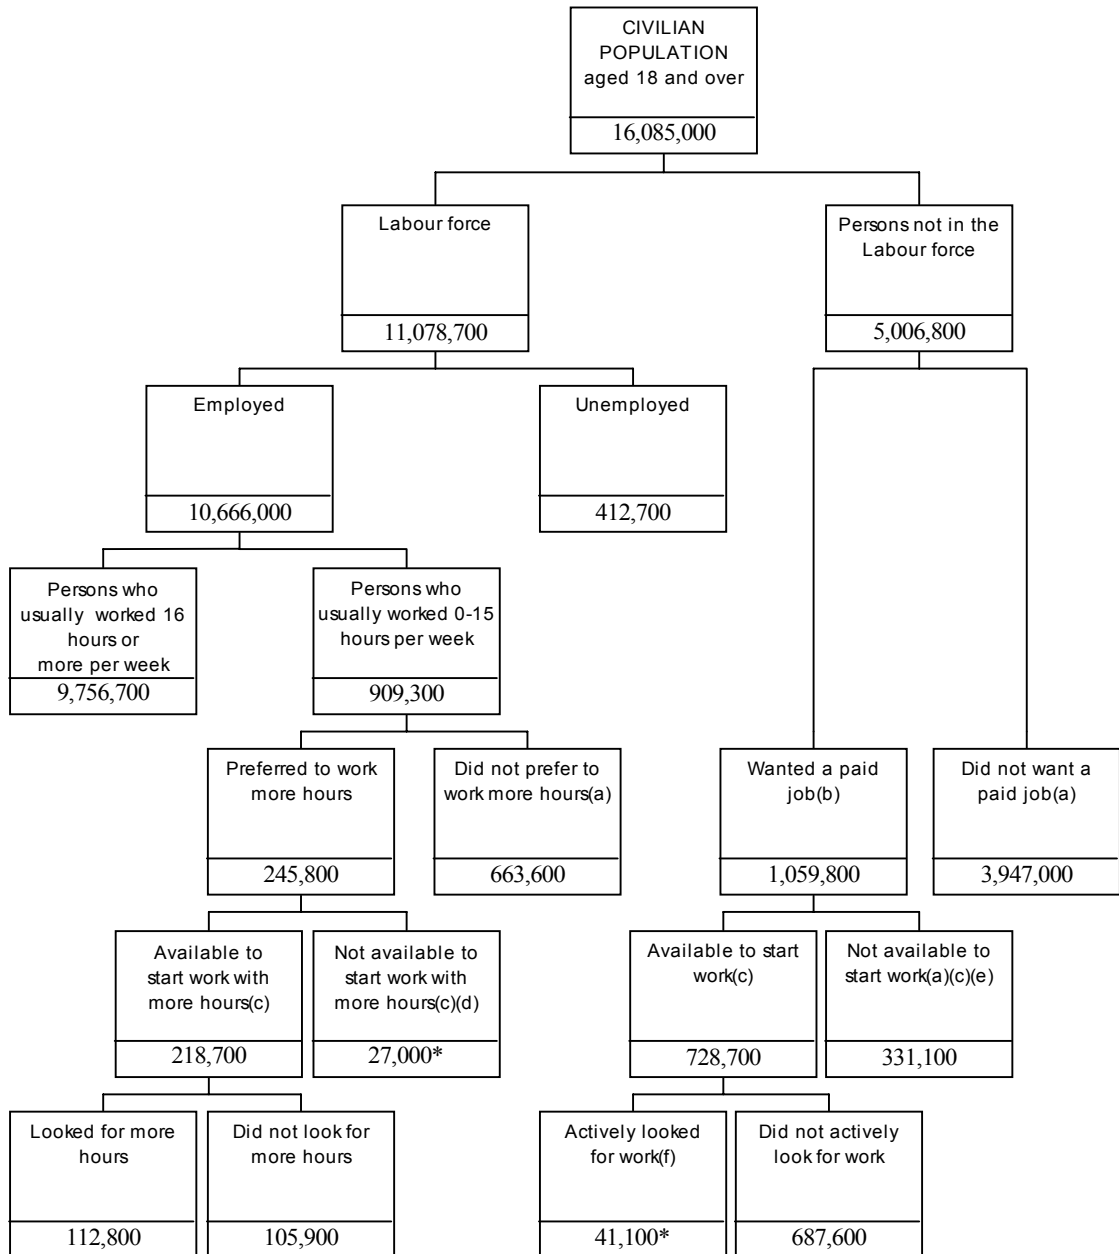 CIVILIAN
POPULATION
aged 18 and over
16,085,000
Labour force
11,078,700
Persons not in the
Labour force
5,006,800
Employed
10,666,000
Unemployed
412,700
Persons who
usually worked 16
hours or
more per week
9,756,700
Persons who
usually worked 0-15
hours per week
909,300
Preferred to work
more hours
245,800
Did not prefer to
work more hours(a)
663,600
Wanted a paid
job(b)
1,059,800
Did not want a
paid job(a)
3,947,000
Available to
start work with
more hours(c)
218,700
Not available to
start work with
more hours(c)(d)
27,000*
Available to start
work(c)
728,700
Not available to
start work(a)(c)(e)
331,100
Looked for more
hours
112,800
Did not look for
more hours
105,900
Actively looked
for work(f)
41,100*
Did not actively
look for work
687,600